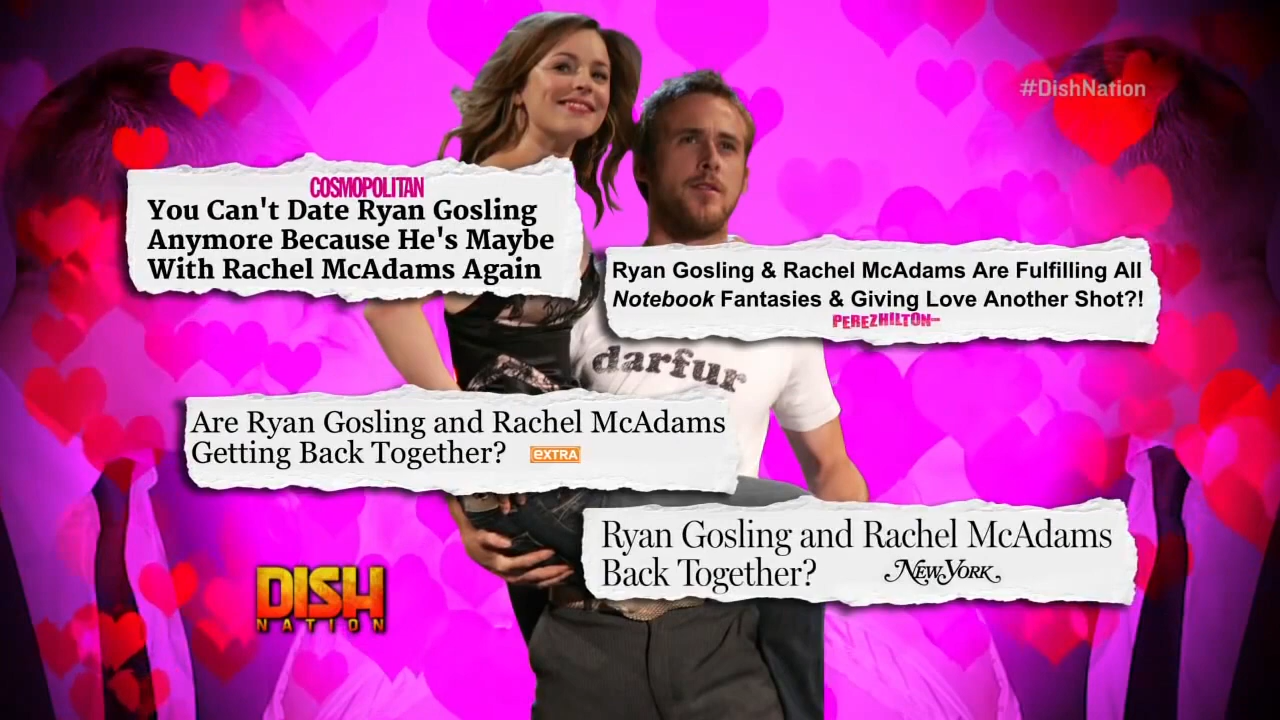 #DishNation
COSMOPOLITAN
You Can't Date Ryan Gosling
Anymore Because He's Maybe
With Rachel McAdams Again
Ryan Gosling & Rachel McAdams Are Fulfilling All
Notebook Fantasies & Giving Love Another Shot?!
PEREZHILTON
darfur
Are Ryan Gosling and Rachel McAdams
Getting Back Together?
eXTRA
Ryan Gosling and Rachel McAdams
Back Together?
NEW YORK
DISH
NATION